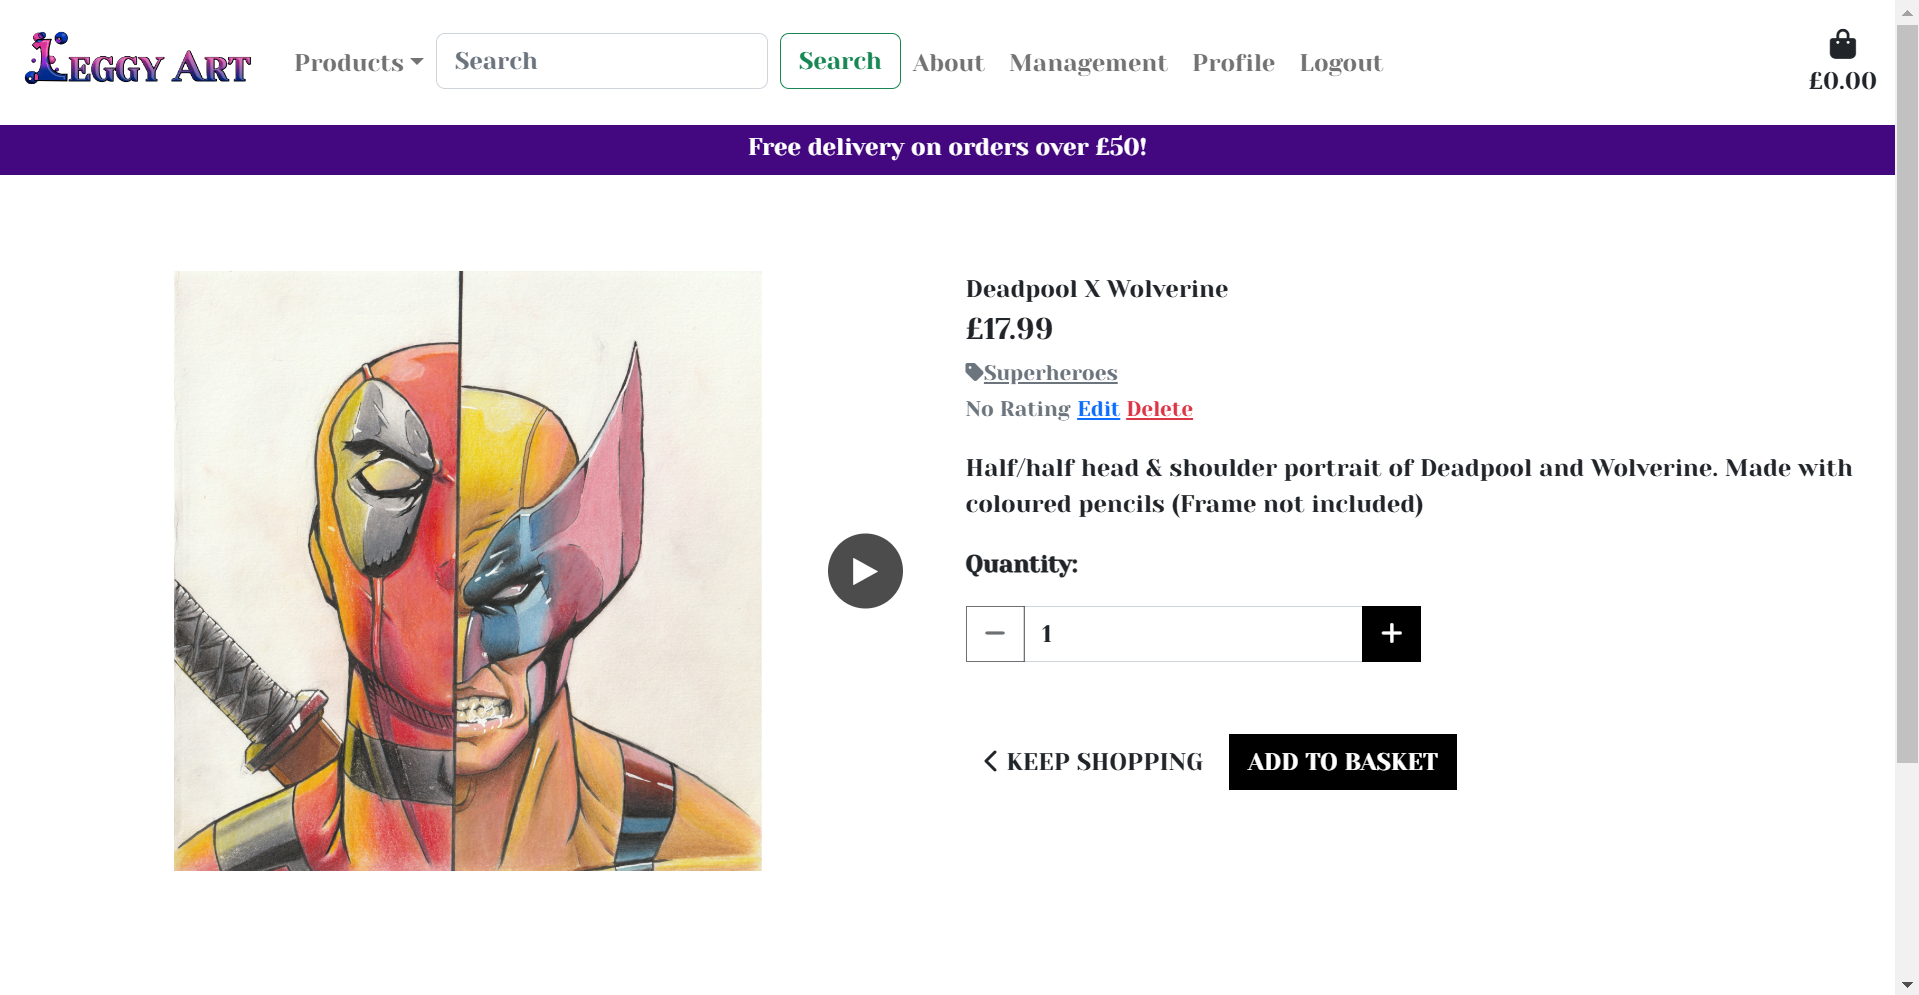 Leggy Art
Products Search Search About Management Profile Logout
£0.00
Free delivery on orders over £50!
Deadpool X Wolverine
£17.99
Superheroes
No Rating Edit Delete
Half/half head & shoulder portrait of Deadpool and Wolverine. Made with
coloured pencils (Frame not included)
Quantity:
− 1 +
KEEP SHOPPING ADD TO BASKET